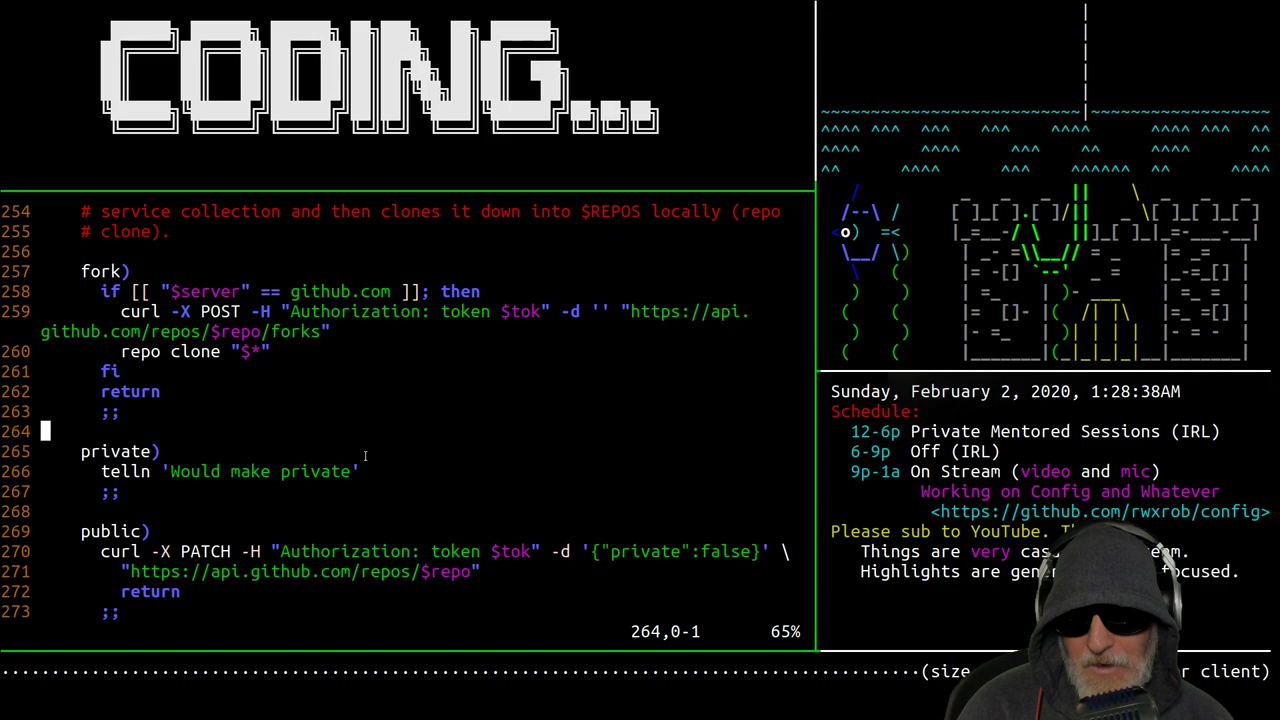 CODING...
254     # service collection and then clones it down into $REPOS locally (repo
255     # clone).
256
257     fork)
258       if [[ "$server" == github.com ]]; then
259         curl -X POST -H "Authorization: token $tok" -d '' "https://api.
github.com/repos/$repo/forks"
260         repo clone "$*"
261       fi
262       return
263       ;;
264
265     private)
266       telln 'Would make private'
267       ;;
268
269     public)
270       curl -X PATCH -H "Authorization: token $tok" -d '{"private":false}' \
271         "https://api.github.com/repos/$repo"
272         return
273       ;;
264,0-1       65%
Sunday, February 2, 2020, 1:28:38AM
Schedule:
12-6p Private Mentored Sessions (IRL)
6-9p  Off (IRL)
9p-1a On Stream (video and mic)
Working on Config and Whatever
<https://github.com/rwxrob/config>
Please sub to YouTube.
Things are very
Highlights are
(size
client)